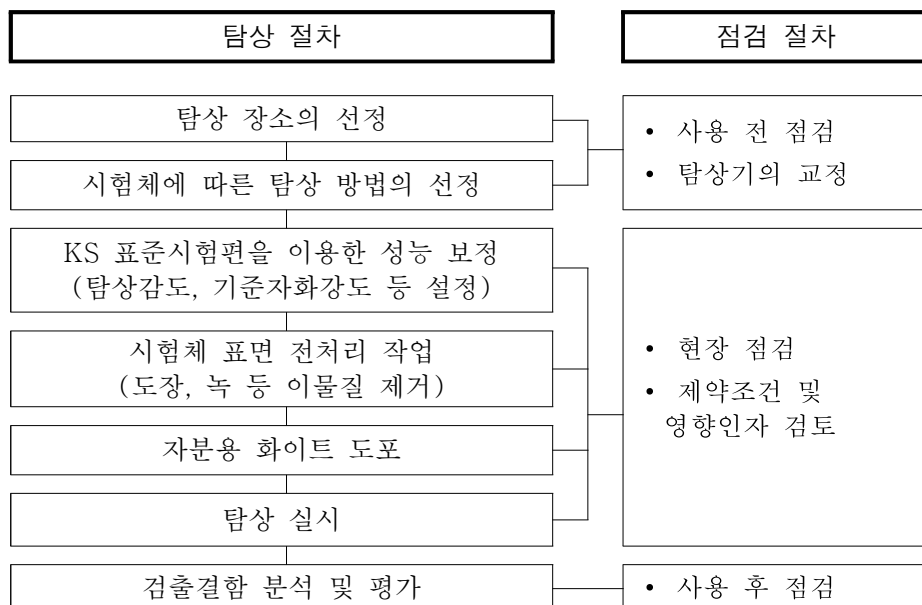 탐상 절차
탐상 장소의 선정
시험체에 따른 탐상 방법의 선정
KS 표준시험편을 이용한 성능 보정
(탐상감도, 기준자화강도 등 설정)
시험체 표면 전처리 작업
(도장, 녹 등 이물질 제거)
자분용 화이트 도포
탐상 실시
검출결함 분석 및 평가
점검 절차
• 사용 전 점검
• 탐상기의 교정
• 현장 점검
• 제약조건 및
영향인자 검토
• 사용 후 점검